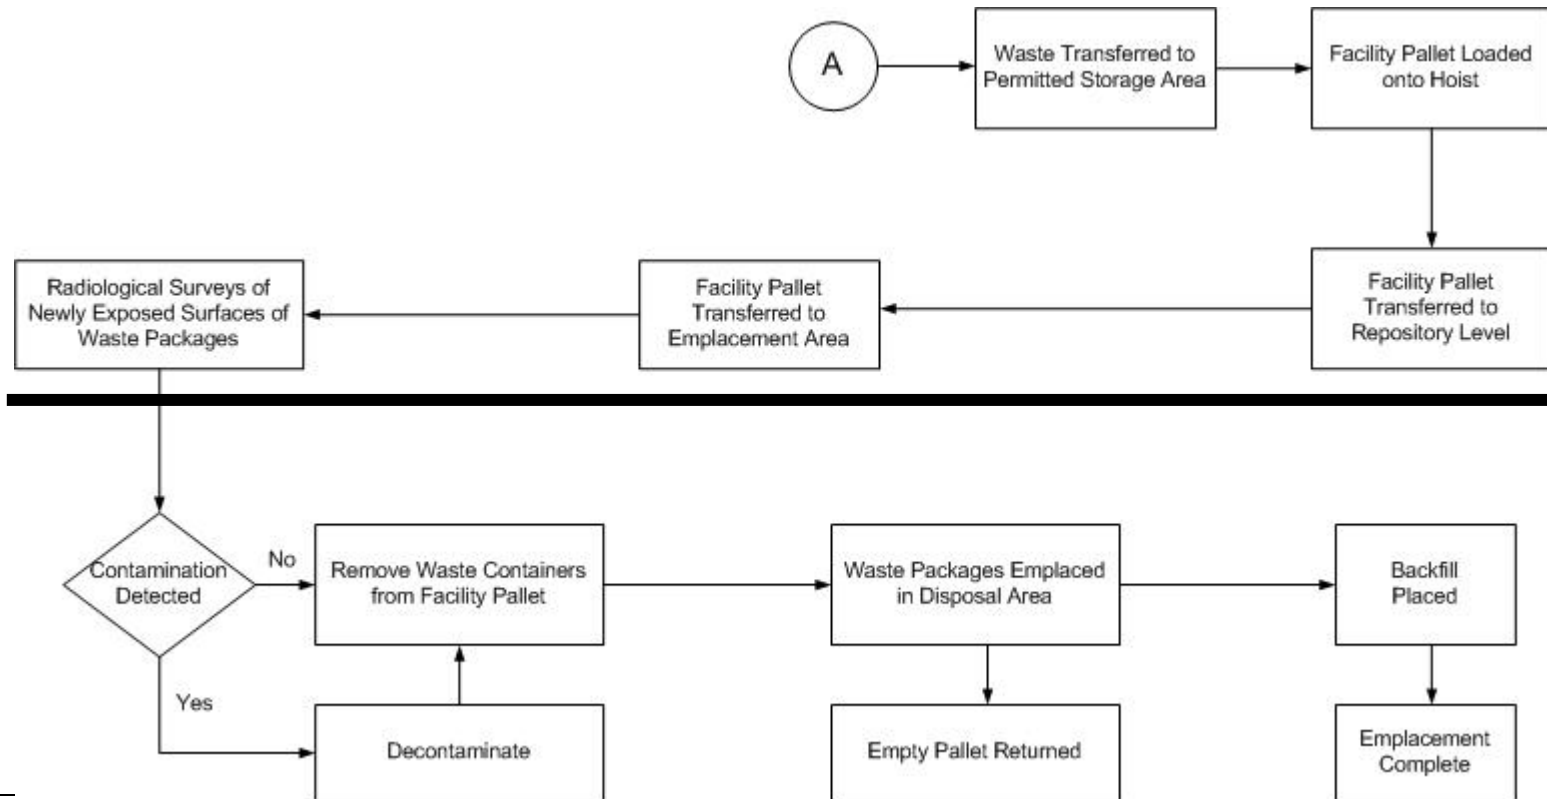 A
Waste Transferred to
Permitted Storage Area
Facility Pallet Loaded
onto Hoist
Facility Pallet
Transferred to
Repository Level
Facility Pallet
Transferred to
Emplacement Area
Radiological Surveys of
Newly Exposed Surfaces of
Waste Packages
Contamination
Detected
No
Yes
Remove Waste Containers
from Facility Pallet
Decontaminate
Waste Packages Emplaced
in Disposal Area
Empty Pallet Returned
Backfill
Placed
Emplacement
Complete